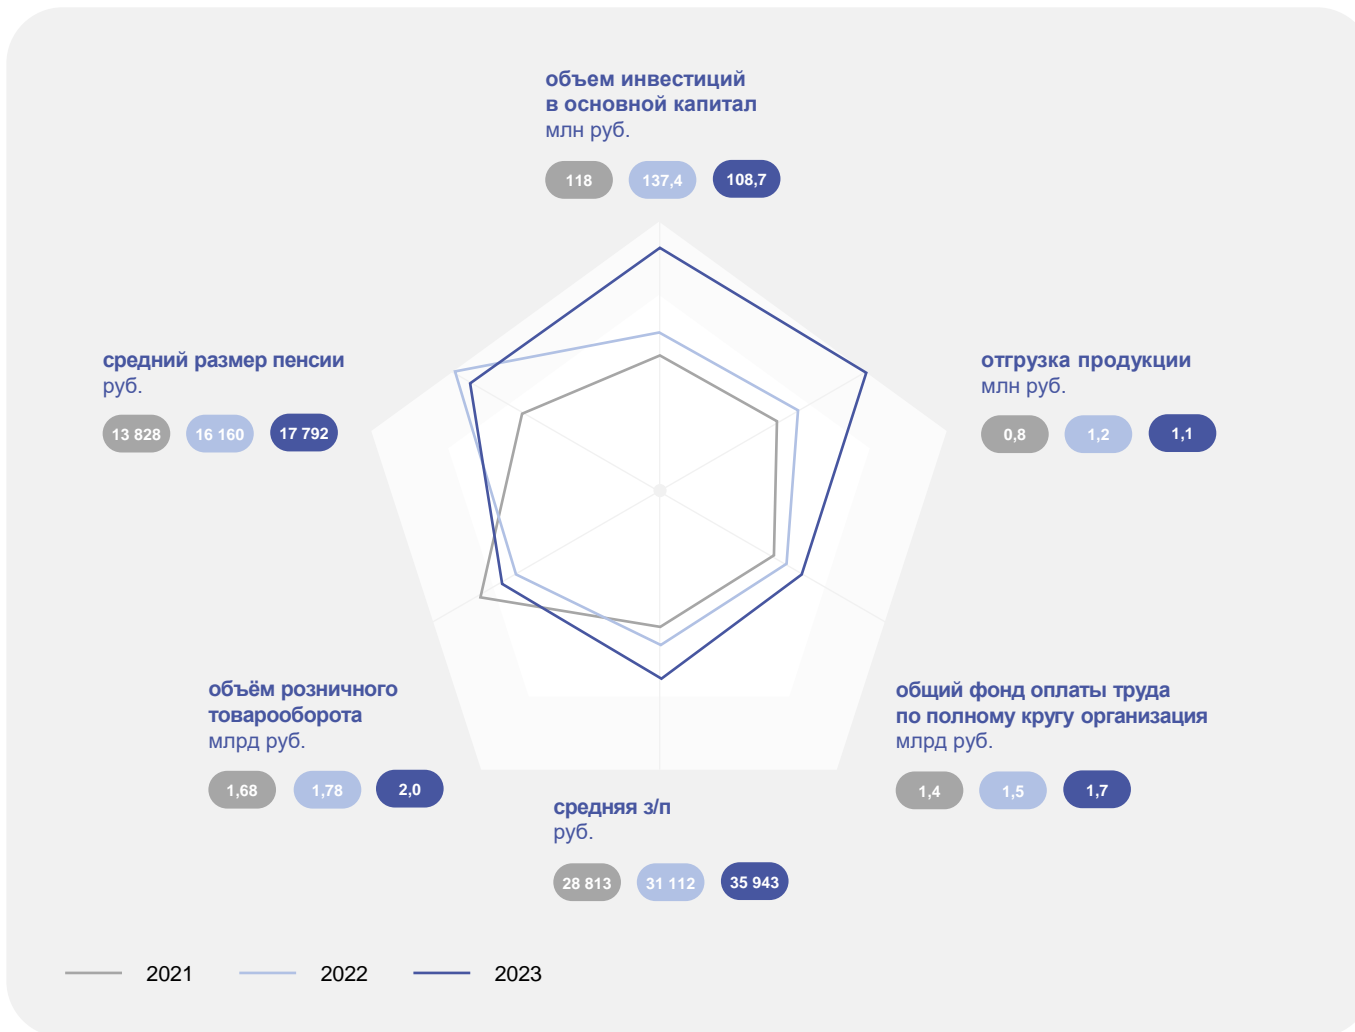 объем инвестиций
в основной капитал
млн руб.
118 137,4 108,7
средний размер пенсии
руб.
13 828 16 160 17 792
отгрузка продукции
млн руб.
0,8 1,2 1,1
объём розничного
товарооборота
млрд руб.
1,68 1,78 2,0
общий фонд оплаты труда
по полному кругу организация
млрд руб.
1,4 1,5 1,7
средняя з/п
руб.
28 813 31 112 35 943
2021 2022 2023